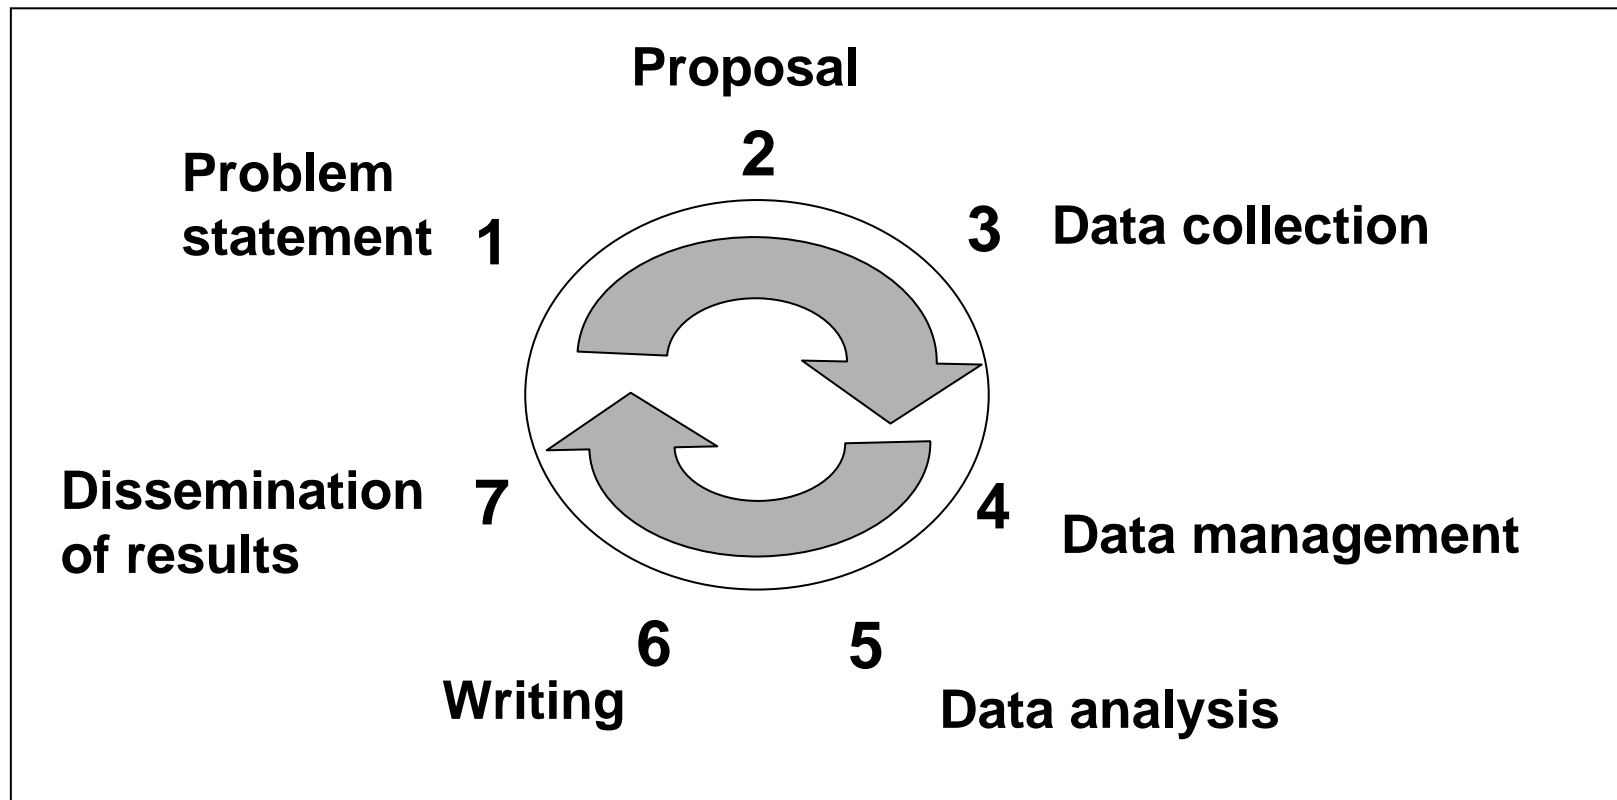 Proposal
2
Problem
statement 1
3 Data collection
Dissemination
of results
7
4 Data management
6
Writing
5
Data analysis